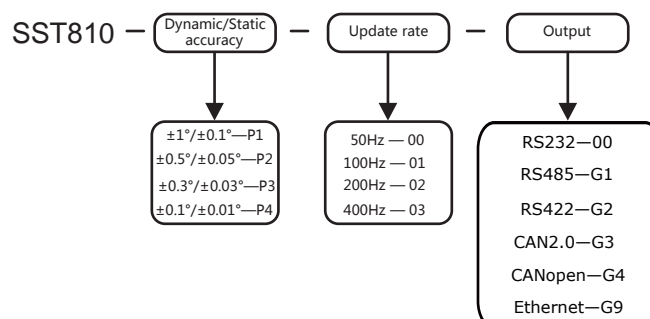 SST810 — Dynamic/Static accuracy — Update rate — Output
±1°/±0.1°—P1
±0.5°/±0.05°—P2
±0.3°/±0.03°—P3
±0.1°/±0.01°—P4
50Hz — 00
100Hz — 01
200Hz — 02
400Hz — 03
RS232—00
RS485—G1
RS422—G2
CAN2.0—G3
CANopen—G4
Ethernet—G9